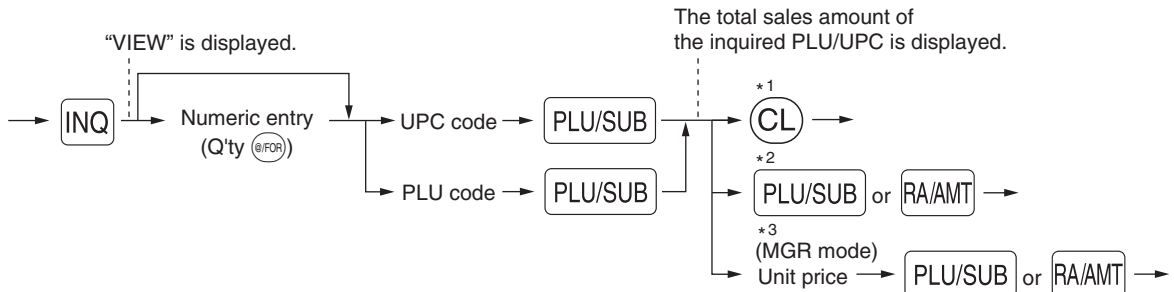 The total sales amount of
the inquired PLU/UPC is displayed.
“VIEW” is displayed.
INQ
Numeric entry
(Q'ty @/FOR)
UPC code
PLU/SUB
PLU code
PLU/SUB
*1
CL
*2
PLU/SUB or RA/AMT
*3
(MGR mode)
Unit price PLU/SUB or RA/AMT